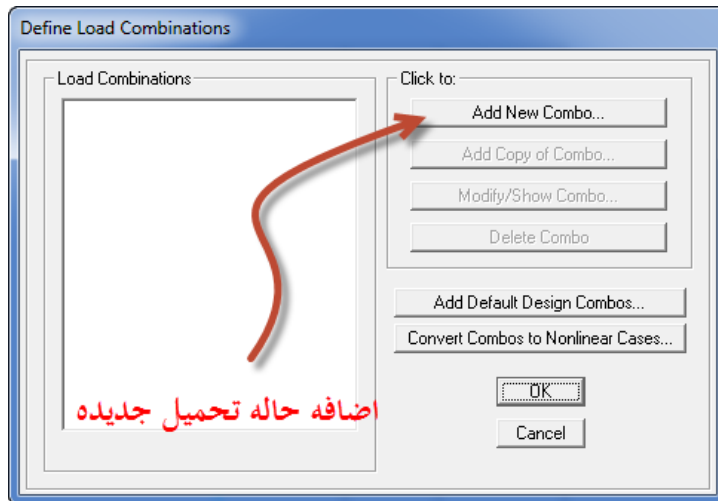 Define Load Combinations
Load Combinations
Click to:
Add New Combo...
Add Copy of Combo...
Modify/Show Combo...
Delete Combo
Add Default Design Combos...
Convert Combos to Nonlinear Cases...
OK
Cancel
اضافه حاله تحميل جديده